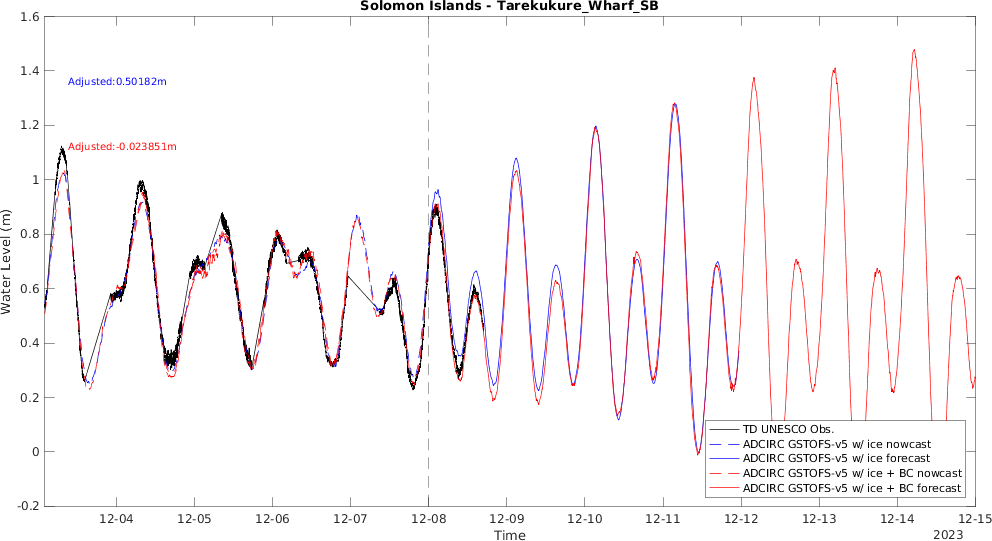 Solomon Islands - Tarekukure_Wharf_SB
1.6
1.4
1.2
1
0.8
0.6
0.4
0.2
0
-0.2
Water Level (m)
Adjusted:0.50182m
Adjusted:-0.023851m
TD UNESCO Obs.
ADCIRC GSTOFS-v5 w/ ice nowcast
ADCIRC GSTOFS-v5 w/ ice forecast
ADCIRC GSTOFS-v5 w/ ice + BC nowcast
ADCIRC GSTOFS-v5 w/ ice + BC forecast
12-04 12-05 12-06 12-07 12-08 12-09 12-10 12-11 12-12 12-13 12-14 12-15
Time
2023